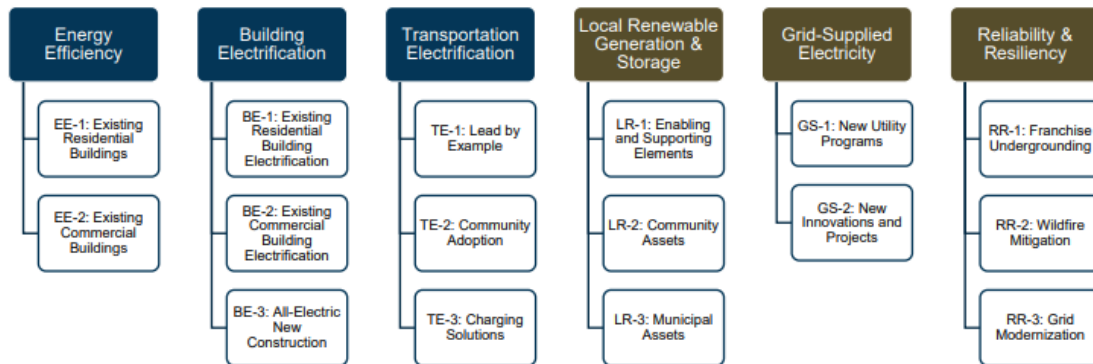 Energy
Efficiency
EE-1: Existing
Residential
Buildings
EE-2: Existing
Commercial
Buildings
Building
Electrification
BE-1: Existing
Residential
Building
Electrification
BE-2: Existing
Commercial
Building
Electrification
BE-3: All-Electric
New
Construction
Transportation
Electrification
TE-1: Lead by
Example
TE-2: Community
Adoption
TE-3: Charging
Solutions
Local Renewable
Generation &
Storage
LR-1: Enabling
and Supporting
Elements
LR-2: Community
Assets
LR-3: Municipal
Assets
Grid-Supplied
Electricity
GS-1: New Utility
Programs
GS-2: New
Innovations and
Projects
Reliability &
Resiliency
RR-1: Franchise
Undergrounding
RR-2: Wildfire
Mitigation
RR-3: Grid
Modernization